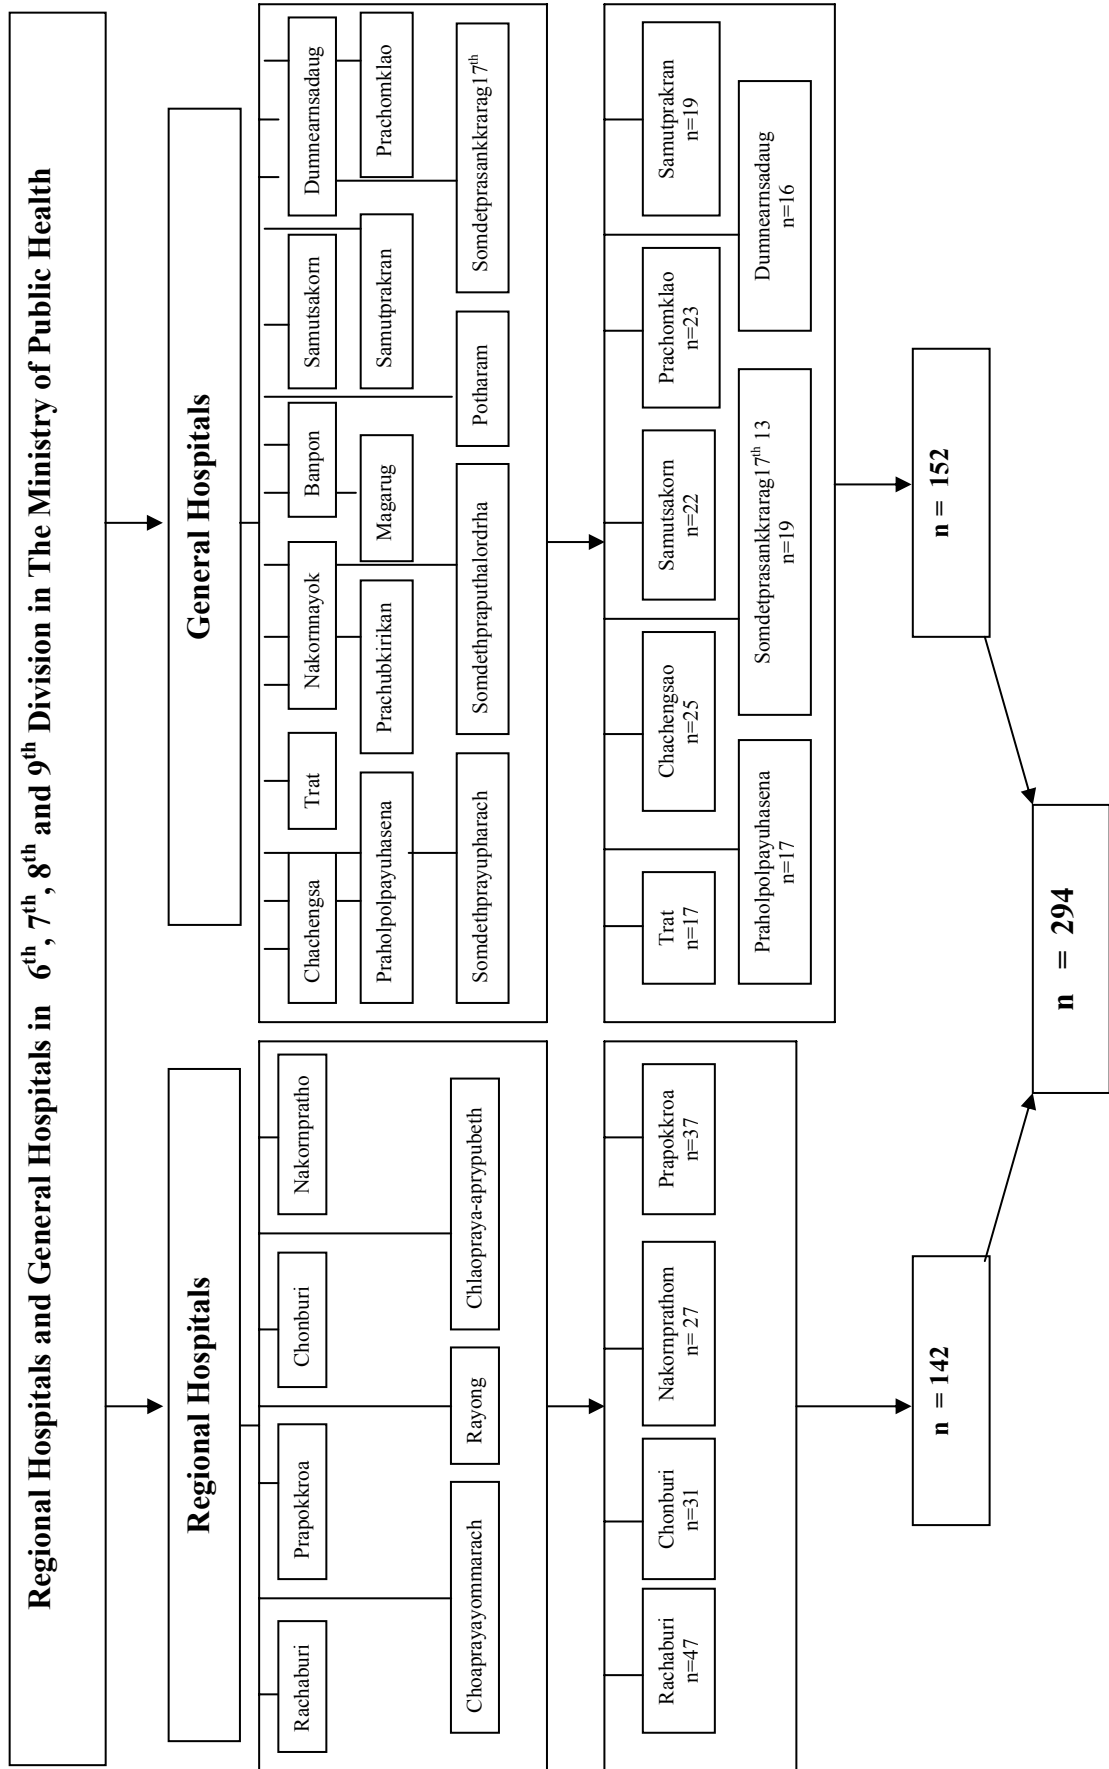 Regional Hospitals and General Hospitals in 6th, 7th, 8th and 9th Division in The Ministry of Public Health
Regional Hospitals
General Hospitals
Rachaburi
Prapokkroa
Chonburi
Nakornpratho
Choaprayayommarach
Rayong
Chlaopraya-aprypubeth
Chachengsa
Trat
Nakornnayok
Banpon
Samutsakorn
Dumnearnsadaug
Praholpolpayuhasena
Prachubkirikan
Magarug
Samutprakran
Prachomklao
Somdethprayupharach
Somdethpraputhalordrha
Potharam
Somdetprasankkrarag17th
Rachaburi
n=47
Chonburi
n=31
Nakornprathom
n= 27
Prapokkroa
n=37
Trat
n=17
Chachengsao
n=25
Samutsakorn
n=22
Prachomklao
n=23
Samutprakran
n=19
Praholpolpayuhasena
n=17
Somdetprasankkrarag17th 13
n=19
Dumnearnsadaug
n=16
n = 142
n = 152
n = 294